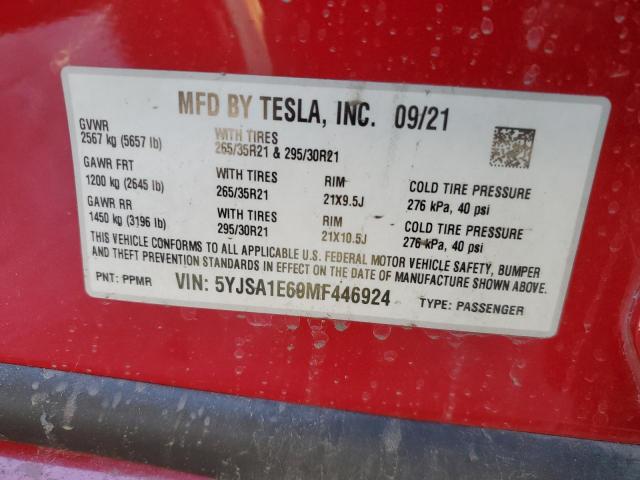 MFD BY TESLA, INC. 09/21
GVWR
2567 kg (5657 lb)
WITH TIRES
265/35R21 & 295/30R21
GAWR FRT
1200 kg (2645 lb)
WITH TIRES
265/35R21
RIM
21X9.5J
COLD TIRE PRESSURE
276 kPa, 40 psi
GAWR RR
1450 kg (3196 lb)
WITH TIRES
295/30R21
RIM
21X10.5J
COLD TIRE PRESSURE
276 kPa, 40 psi
THIS VEHICLE CONFORMS TO ALL APPLICABLE U.S. FEDERAL MOTOR VEHICLE SAFETY, BUMPER
AND THEFT PREVENTION STANDARDS IN EFFECT ON THE DATE OF MANUFACTURE SHOWN ABOVE.
PNT: PPMR VIN: 5YJSA1E69MF446924 TYPE: PASSENGER